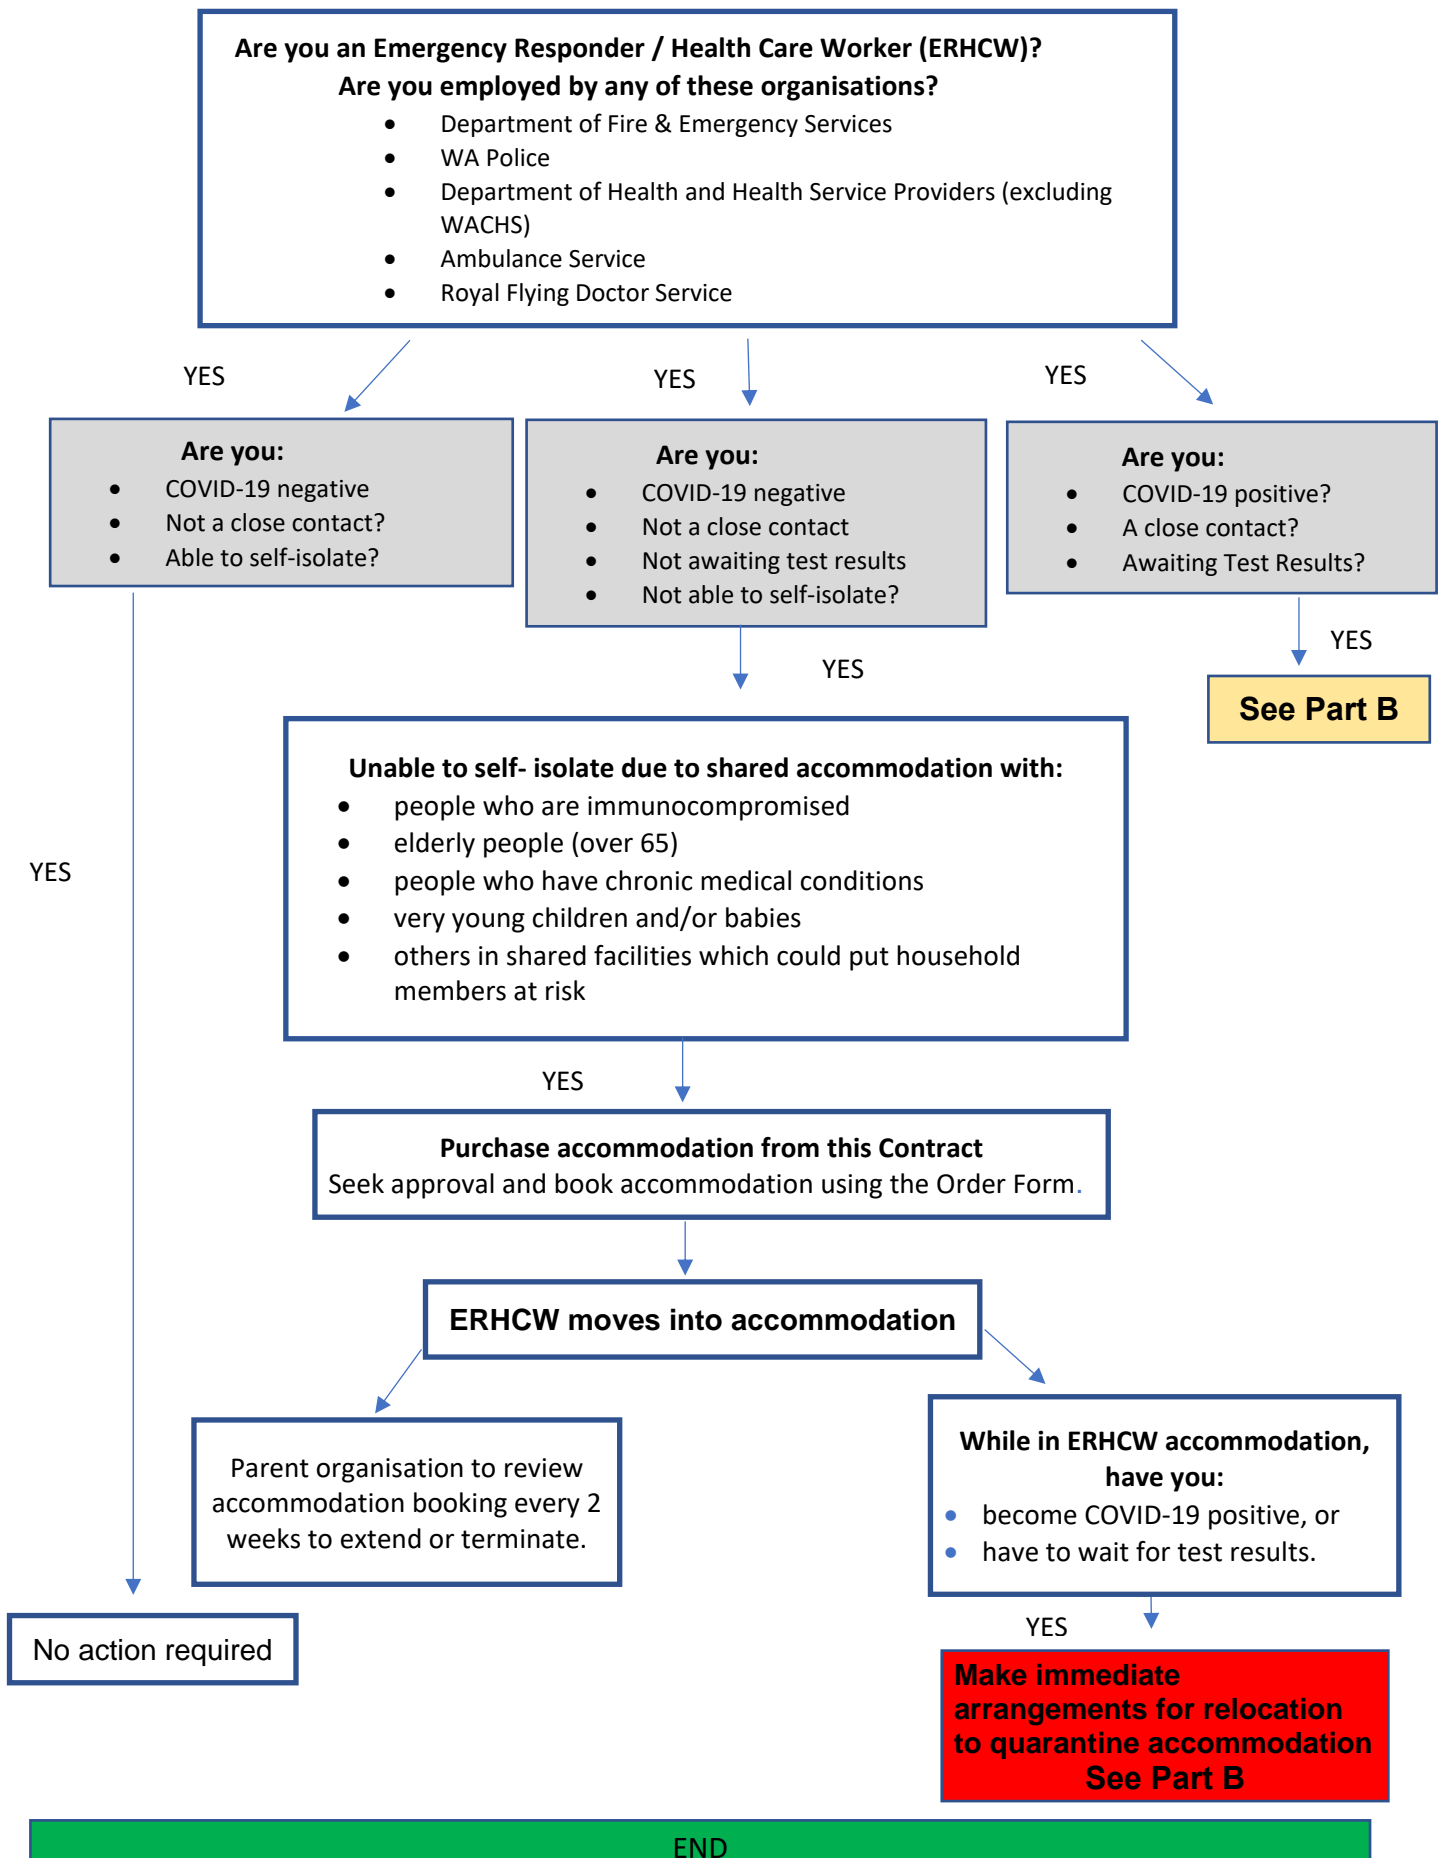 Are you an Emergency Responder / Health Care Worker (ERHCW)?
Are you employed by any of these organisations?
• Department of Fire & Emergency Services
• WA Police
• Department of Health and Health Service Providers (excluding
WACHS)
• Ambulance Service
• Royal Flying Doctor Service
YES
YES
YES
Are you:
• COVID-19 negative
• Not a close contact?
• Able to self-isolate?
Are you:
• COVID-19 negative
• Not a close contact
• Not awaiting test results
• Not able to self-isolate?
Are you:
• COVID-19 positive?
• A close contact?
• Awaiting Test Results?
YES
YES
See Part B
Unable to self- isolate due to shared accommodation with:
• people who are immunocompromised
• elderly people (over 65)
• people who have chronic medical conditions
• very young children and/or babies
• others in shared facilities which could put household
members at risk
YES
YES
Purchase accommodation from this Contract
Seek approval and book accommodation using the Order Form.
ERHCW moves into accommodation
Parent organisation to review
accommodation booking every 2
weeks to extend or terminate.
While in ERHCW accommodation,
have you:
• become COVID-19 positive, or
• have to wait for test results.
No action required
YES
Make immediate
arrangements for relocation
to quarantine accommodation
See Part B
END